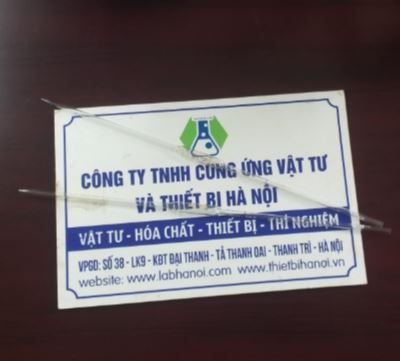 CÔNG TY TNHH CUNG ỨNG VẬT TƯ
VÀ THIẾT BỊ HÀ NỘI
VẬT TƯ - HÓA CHẤT - THIẾT BỊ - THÍ NGHIỆM
VPGD: SỐ 38 - LK9 - KBT ĐẠI THANH - TẢ THANH OAI - THANH TRÌ - HÀ NỘI
website: www.labhanoi.com www.thietbihanoi.vn